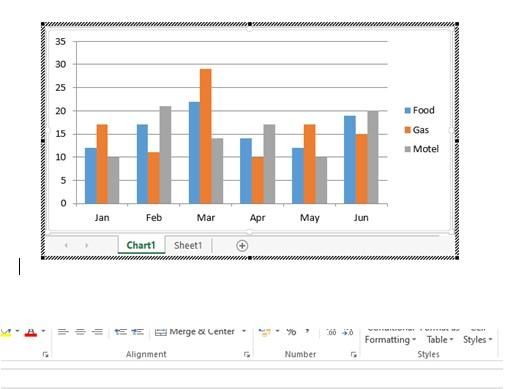 35
30
25
20
15
10
5
0
Jan Feb Mar Apr May Jun
Food
Gas
Motel
Chart1 Sheet1
A Merge & Center % .00
Formatting Table Styles
Alignment Number Styles